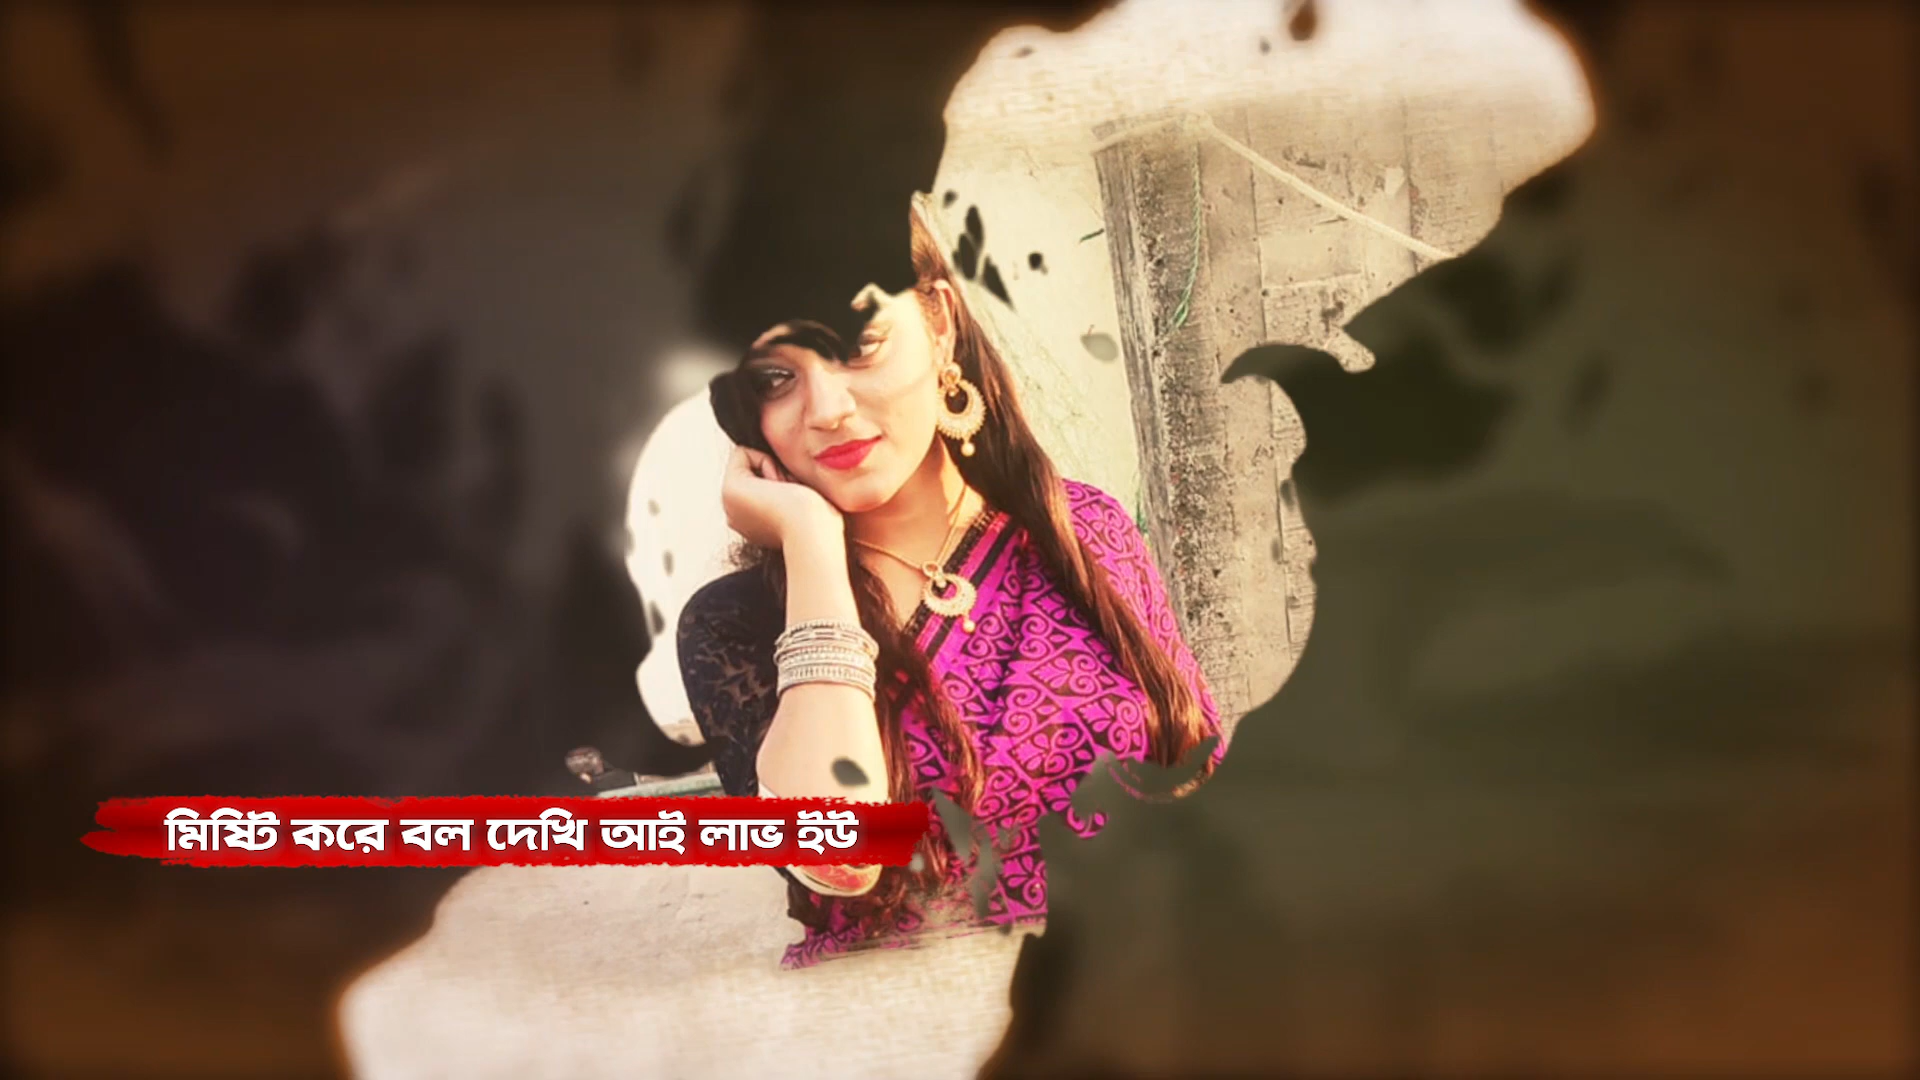 মিষ্টি করে বল দেখি আই লাভ ইউ